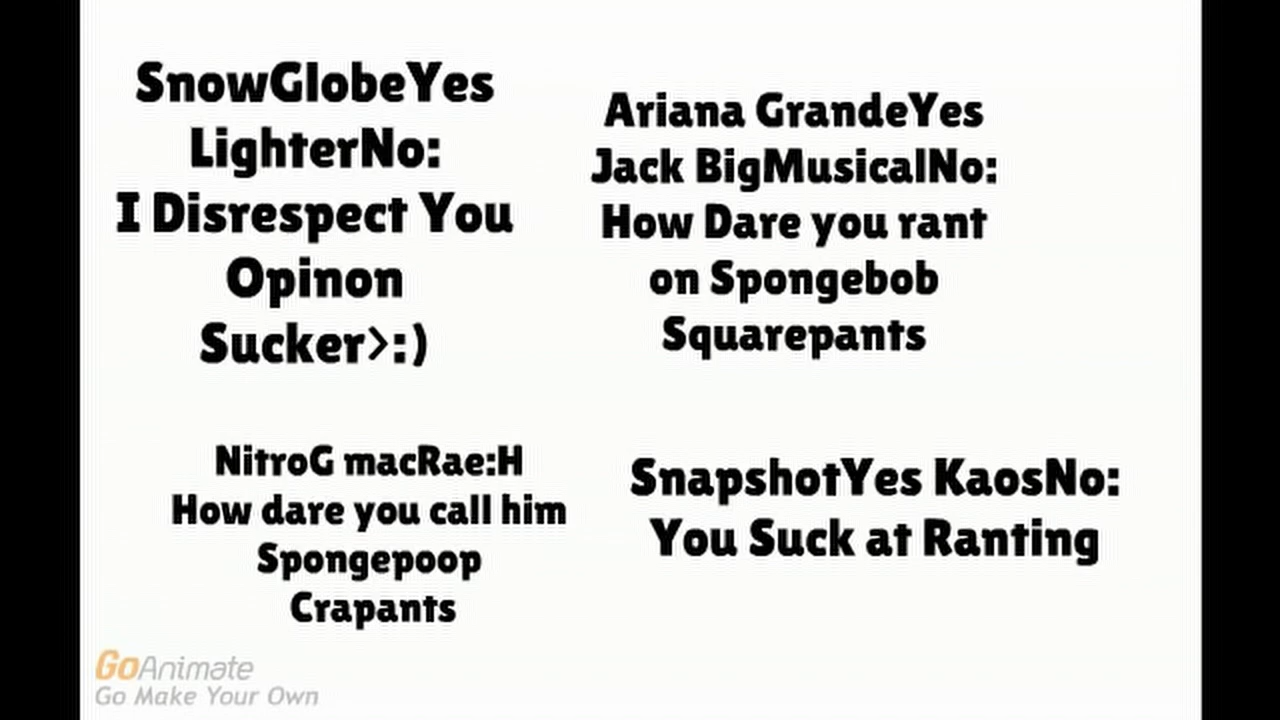 SnowGlobeYes
LighterNo:
I Disrespect You
Opinon
Sucker>:)
Ariana GrandeYes
Jack BigMusicalNo:
How Dare you rant
on Spongebob
Squarepants
NitroG macRae:H
How dare you call him
Spongepoop
Crapants
SnapshotYes KaosNo:
You Suck at Ranting
GoAnimate
Go Make Your Own